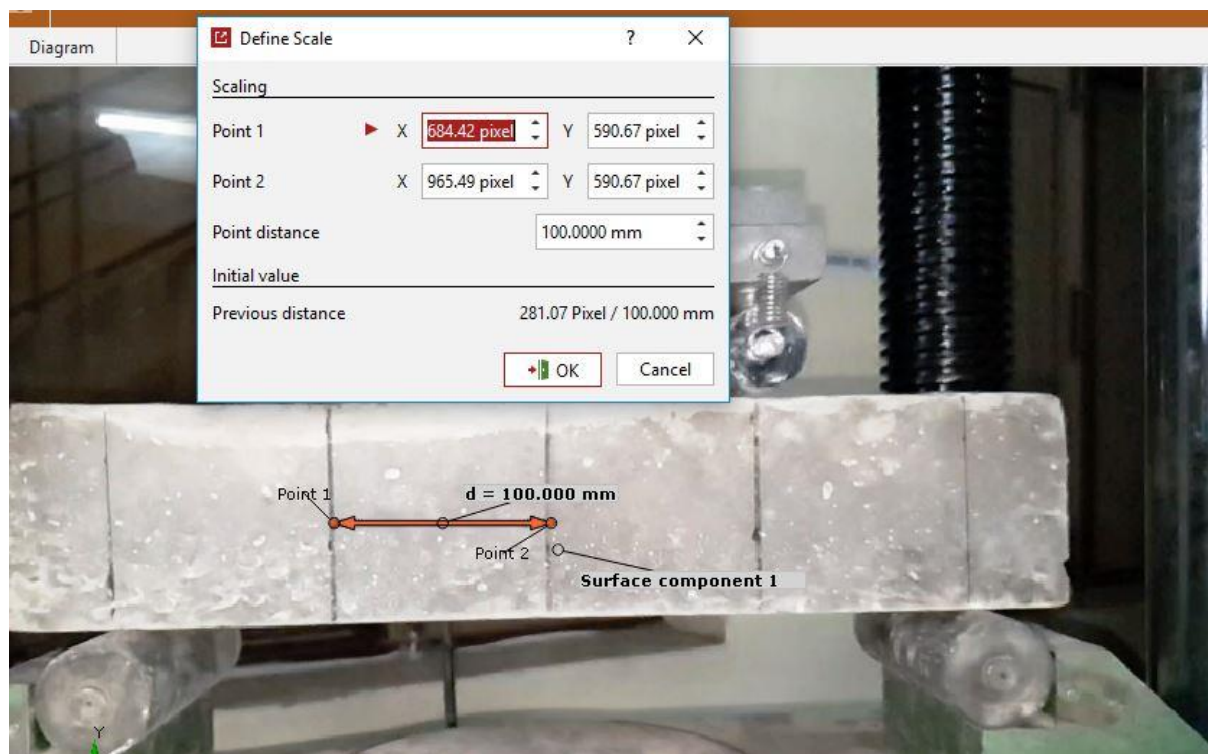 Diagram
Define Scale ? X
Scaling
Point 1 X 684.42 pixel Y 590.67 pixel
Point 2 X 965.49 pixel Y 590.67 pixel
Point distance 100.0000 mm
Initial value
Previous distance 281.07 Pixel / 100.000 mm
OK Cancel
Point 1 d = 100.000 mm
Point 2
Surface component 1
Y